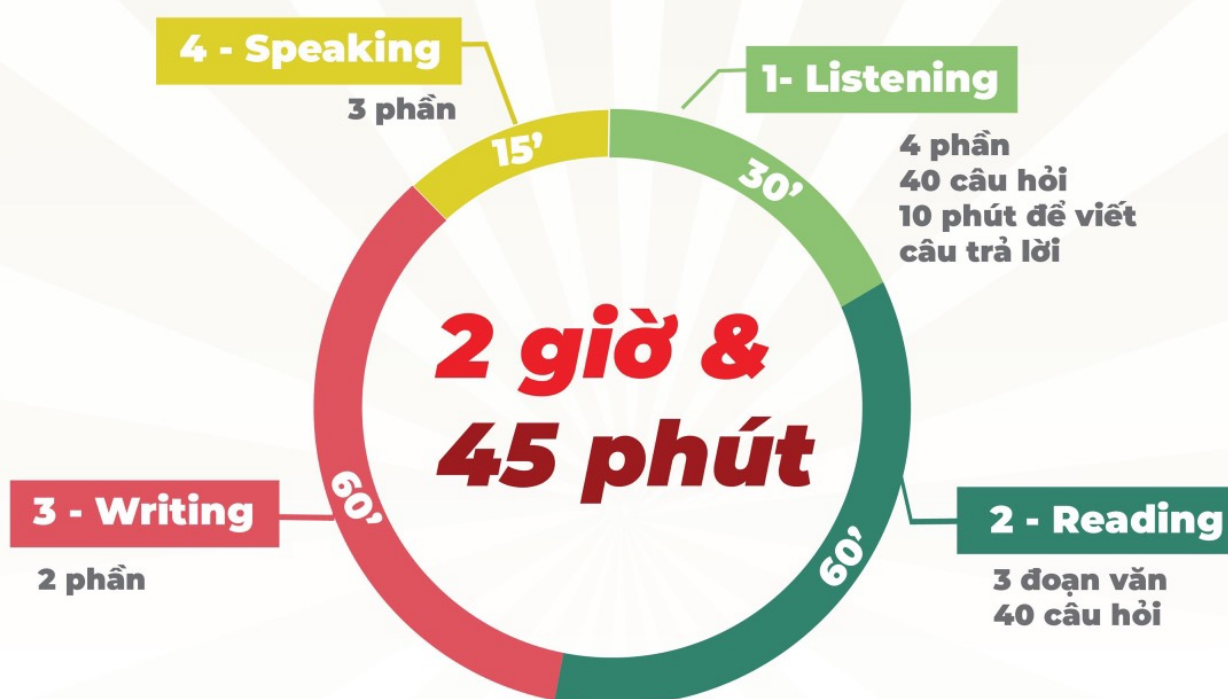 4 - Speaking
3 phần
15’
1- Listening
4 phần
40 câu hỏi
10 phút để viết
câu trả lời
30’
2 giờ &
45 phút
3 - Writing
2 phần
60’
2 - Reading
3 đoạn văn
40 câu hỏi
60’